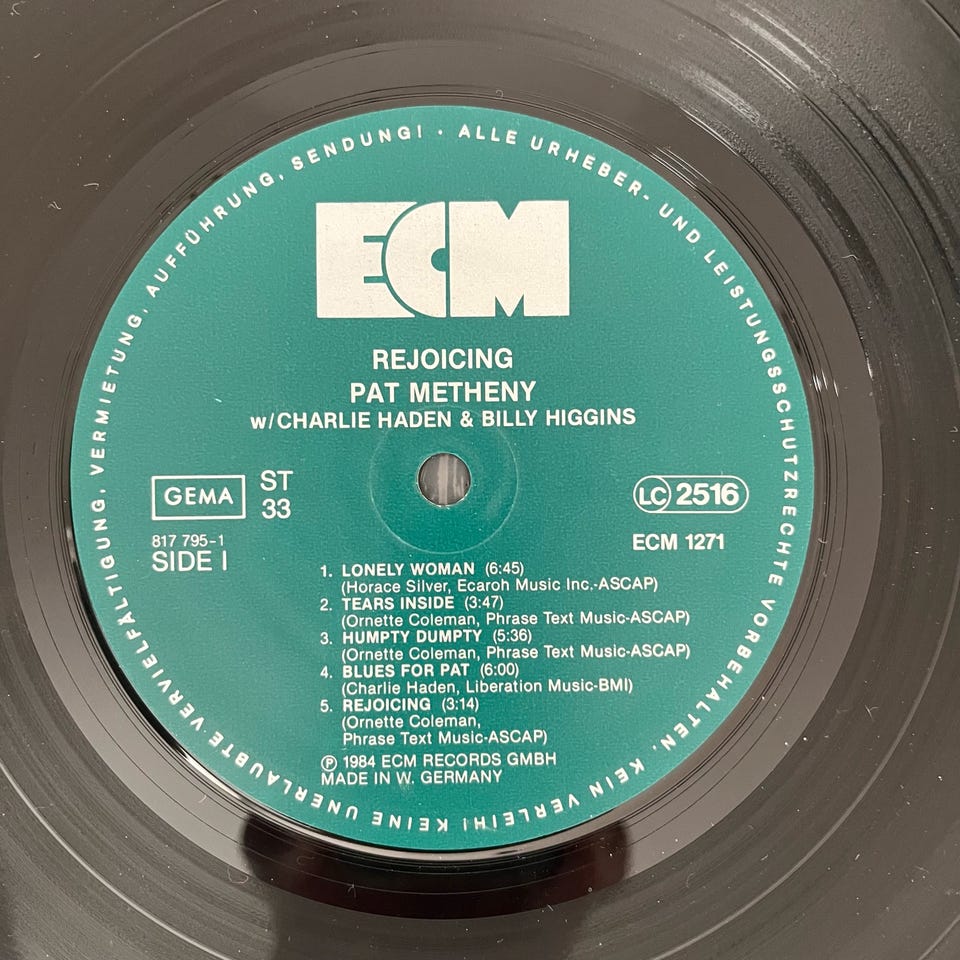 ALLE URHEBER- UND LEISTUNGSSCHUTZRECHTE VORBEHALTEN. KEIN VERLEIH! KEINE UNERLAUBTE VERVIELFÄLTIGUNG, VERMIETUNG, AUFFÜHRUNG, SENDUNG! ·
ECM
REJOICING
PAT METHENY
w/CHARLIE HADEN & BILLY HIGGINS
GEMA
ST
33
LC 2516
817 795-1
SIDE I
ECM 1271
1. LONELY WOMAN (6:45)
(Horace Silver, Ecaroh Music Inc.-ASCAP)
2. TEARS INSIDE (3:47)
(Ornette Coleman, Phrase Text Music-ASCAP)
3. HUMPTY DUMPTY (5:36)
(Ornette Coleman, Phrase Text Music-ASCAP)
4. BLUES FOR PAT (6:00)
(Charlie Haden, Liberation Music-BMI)
5. REJOICING (3:14)
(Ornette Coleman,
Phrase Text Music-ASCAP)
℗ 1984 ECM RECORDS GMBH
MADE IN W. GERMANY